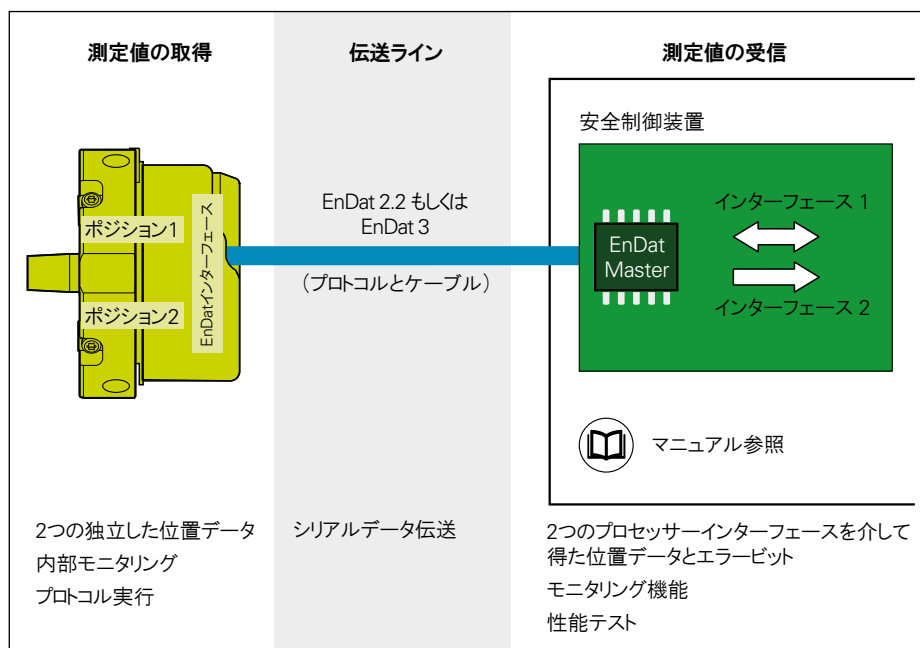 測定値の取得
伝送ライン
測定値の受信
安全制御装置
ポジション1
ポジション2
EnDatインターフェース
EnDat 2.2 もしくは
EnDat 3
（プロトコルとケーブル）
EnDat
Master
インターフェース 1
インターフェース 2
マニュアル参照
2つの独立した位置データ
内部モニタリング
プロトコル実行
シリアルデータ伝送
2つのプロセッサーインターフェースを介して
得た位置データとエラービット
モニタリング機能
性能テスト